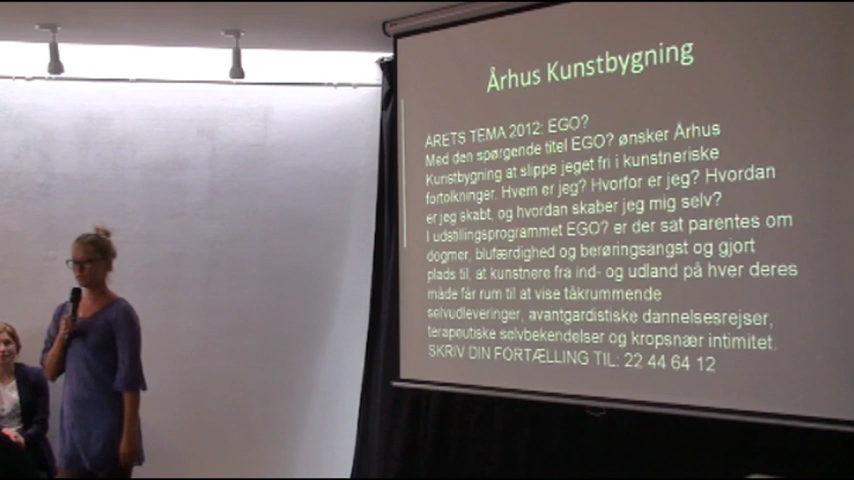 Århus Kunstbygning
ÅRETS TEMA 2012: EGO?
Med den spørgende titel EGO? ønsker Århus
Kunstbygning at slippe jeget fri i kunstneriske
fortolkninger. Hvem er jeg? Hvorfor er jeg? Hvordan
er jeg skabt, og hvordan skaber jeg mig selv?
I udstillingsprogrammet EGO? er der sat parentes om
dogmer, blufærdighed og berøringsangst og gjort
plads til, at kunstnere fra ind- og udland på hver deres
måde får rum til at vise tåkrummende
selvudleveringer, avantgardistiske dannelsesrejser,
terapeutiske selvbekendelser og kropsnær intimitet.
SKRIV DIN FORTÆLLING TIL: 22 44 64 12